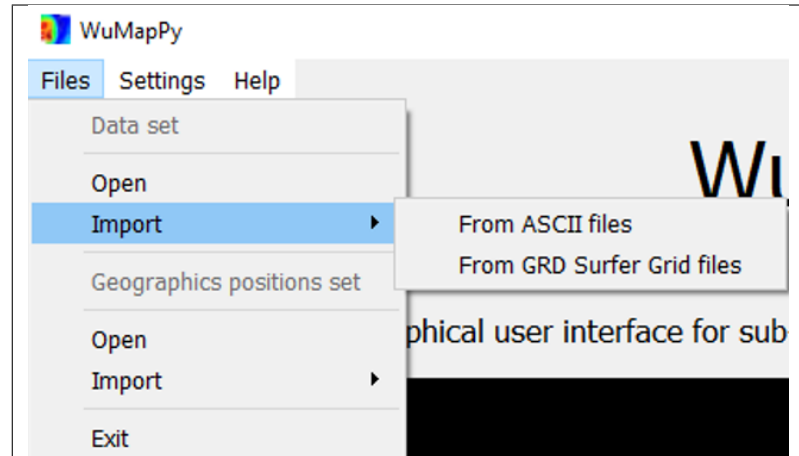 WuMapPy
Files Settings Help
Data set
Open
Import
From ASCII files
From GRD Surfer Grid files
Geographics positions set
Open
Import
Exit
Wu
phical user interface for sub-